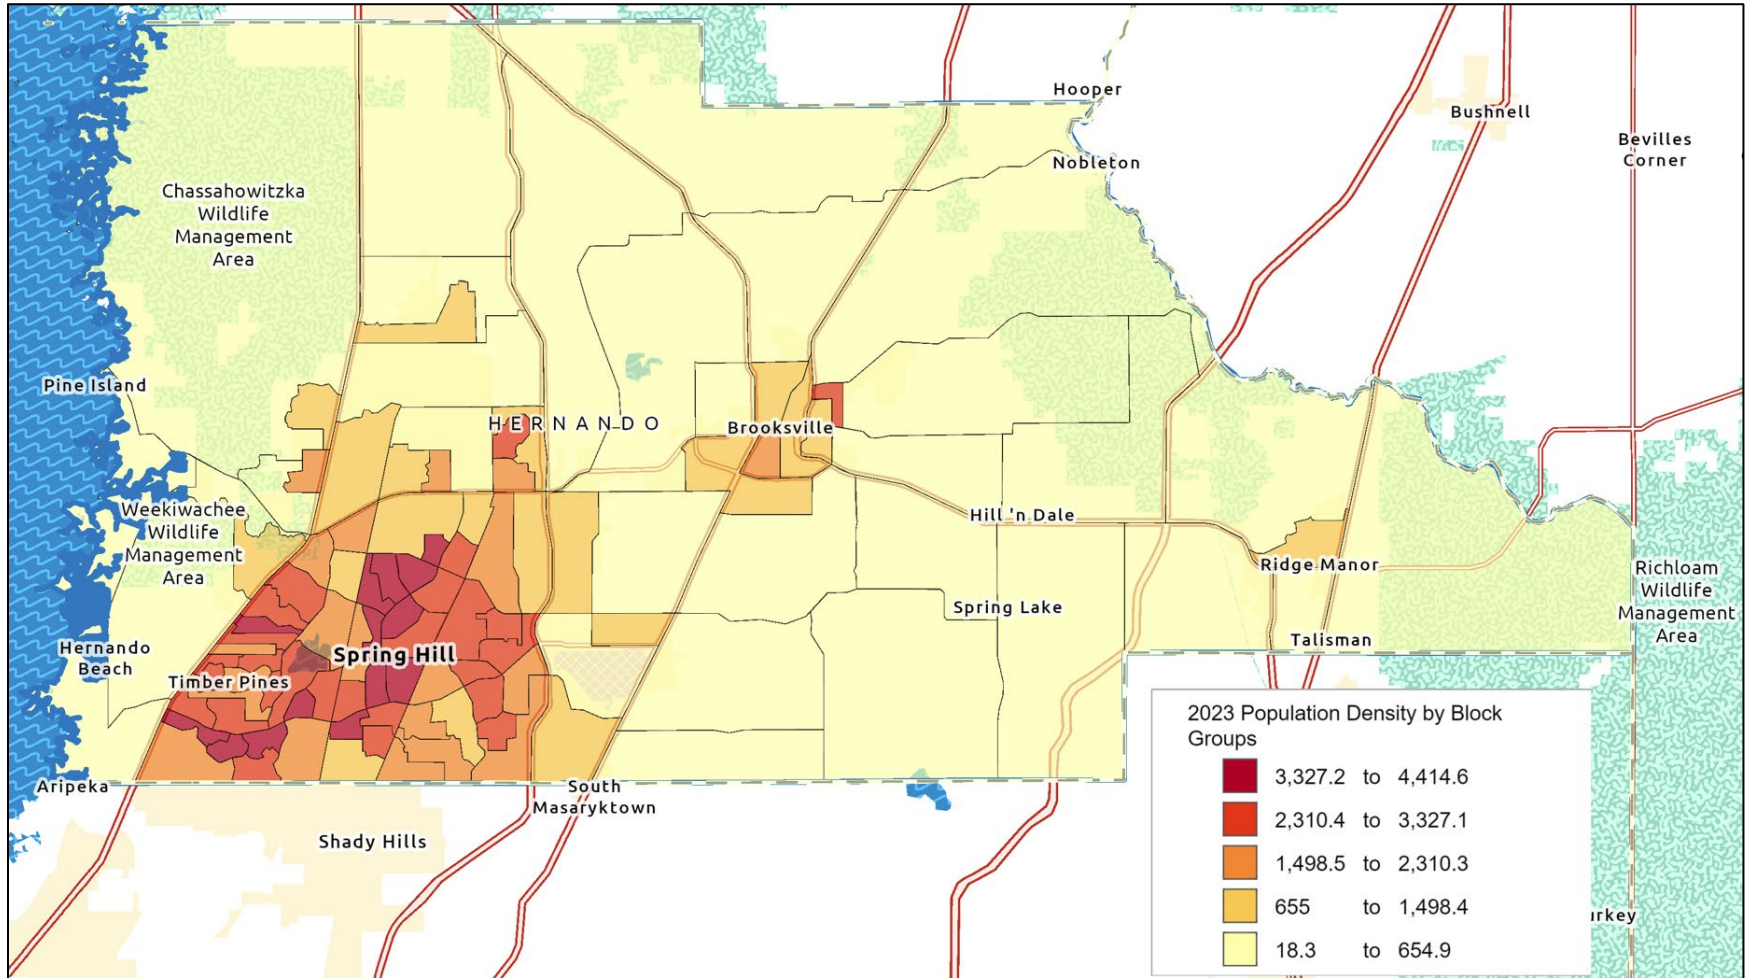 Hooper
Bushnell
Bevilles
Corner
Nobleton
Chassahowitzka
Wildlife
Management
Area
Pine Island
HERNANDO
Brooksville
Weekiwachee
Wildlife
Management
Area
Hill 'n Dale
Ridge Manor
Richloam
Wildlife
Management
Area
Spring Lake
Talisman
Hernando
Beach
Spring Hill
Timber Pines
Aripeka
South
Masaryktown
Shady Hills
2023 Population Density by Block
Groups
3,327.2 to 4,414.6
2,310.4 to 3,327.1
1,498.5 to 2,310.3
655 to 1,498.4
18.3 to 654.9